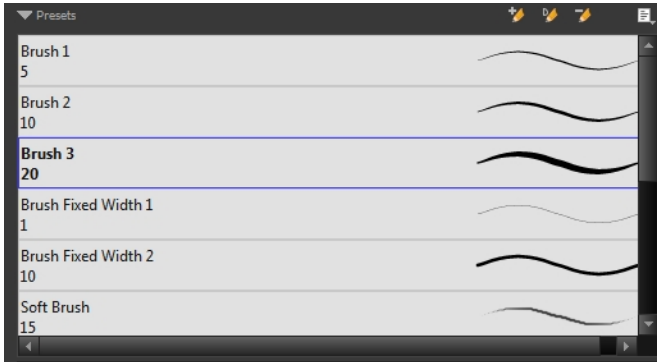 Presets
Brush 1
5
Brush 2
10
Brush 3
20
Brush Fixed Width 1
1
Brush Fixed Width 2
10
Soft Brush
15